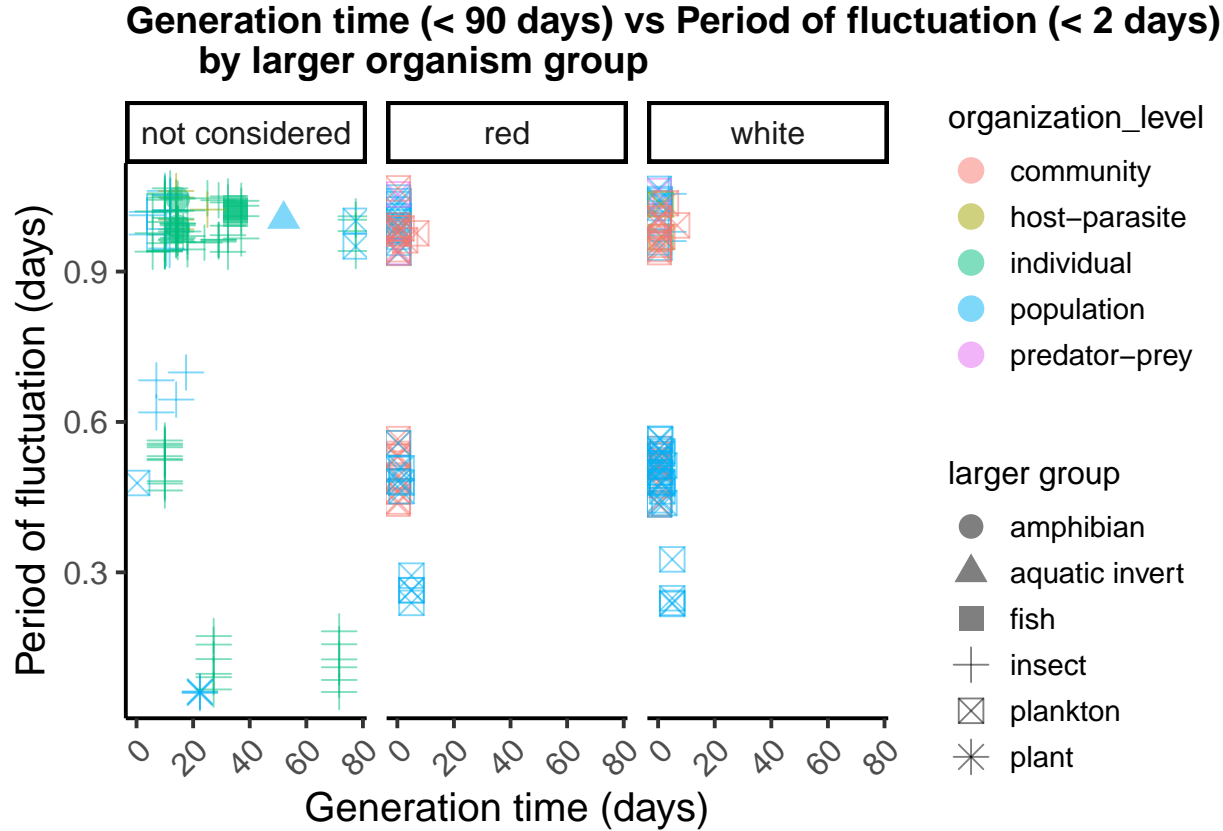 Generation time (< 90 days) vs Period of fluctuation (< 2 days)
by larger organism group
not considered
red
white
Period of fluctuation (days)
0.9
0.6
0.3
0 20 40 60 80
0 20 40 60 80
0 20 40 60 80
Generation time (days)
organization_level
community
host−parasite
individual
population
predator−prey
larger group
amphibian
aquatic invert
fish
insect
plankton
plant